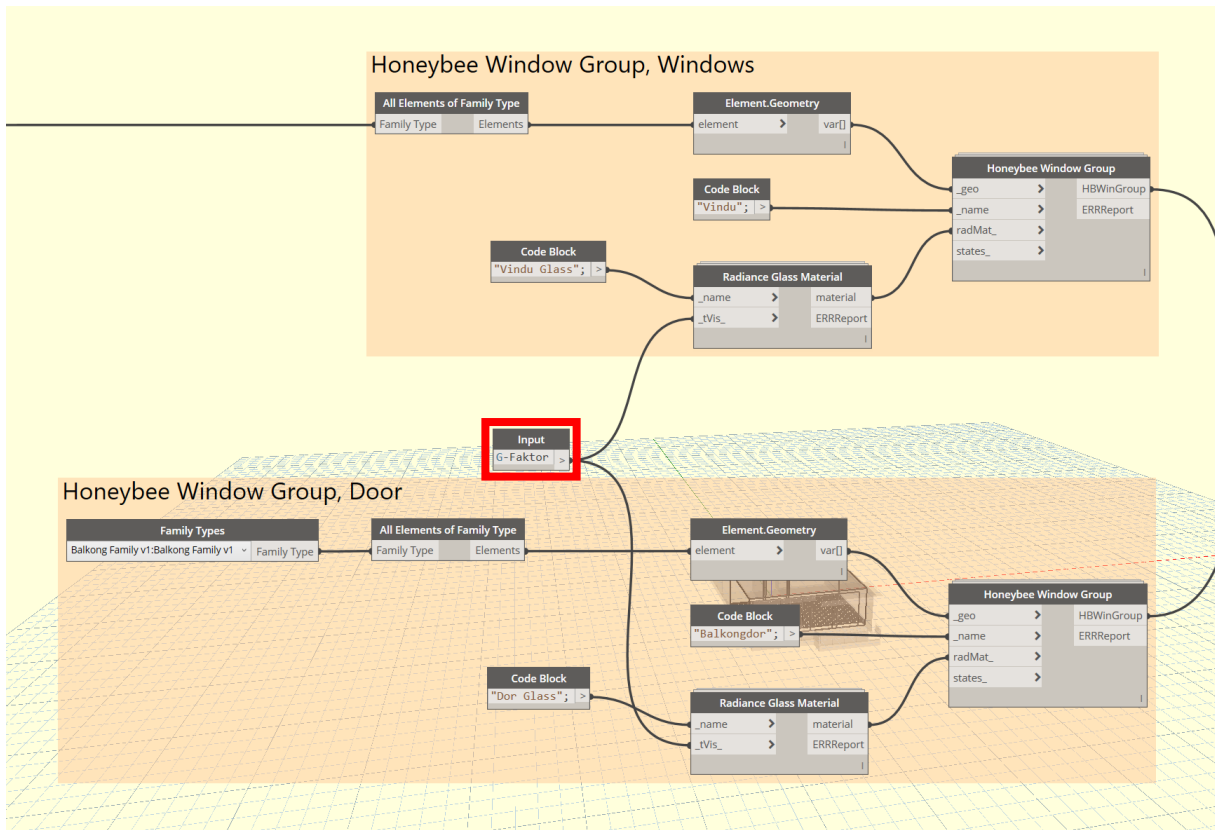 Honeybee Window Group, Windows
All Elements of Family Type
Family Type Elements
Element.Geometry
element > var[]
l
Code Block
"Vindu"; >
Honeybee Window Group
_geo > HBWinGroup
_name > ERRReport
radMat_ >
states_ >
l
Code Block
"Vindu Glass"; >
Radiance Glass Material
_name > material
_tVis_ > ERRReport
l
Input
G-Faktor >
Honeybee Window Group, Door
Family Types
Balkong Family v1:Balkong Family v1 Family Type
All Elements of Family Type
Family Type Elements
Element.Geometry
element > var[]
l
Code Block
"Balkongdor"; >
Honeybee Window Group
_geo > HBWinGroup
_name > ERRReport
radMat_ >
states_ >
l
Code Block
"Dor Glass"; >
Radiance Glass Material
_name > material
_tVis_ > ERRReport
l